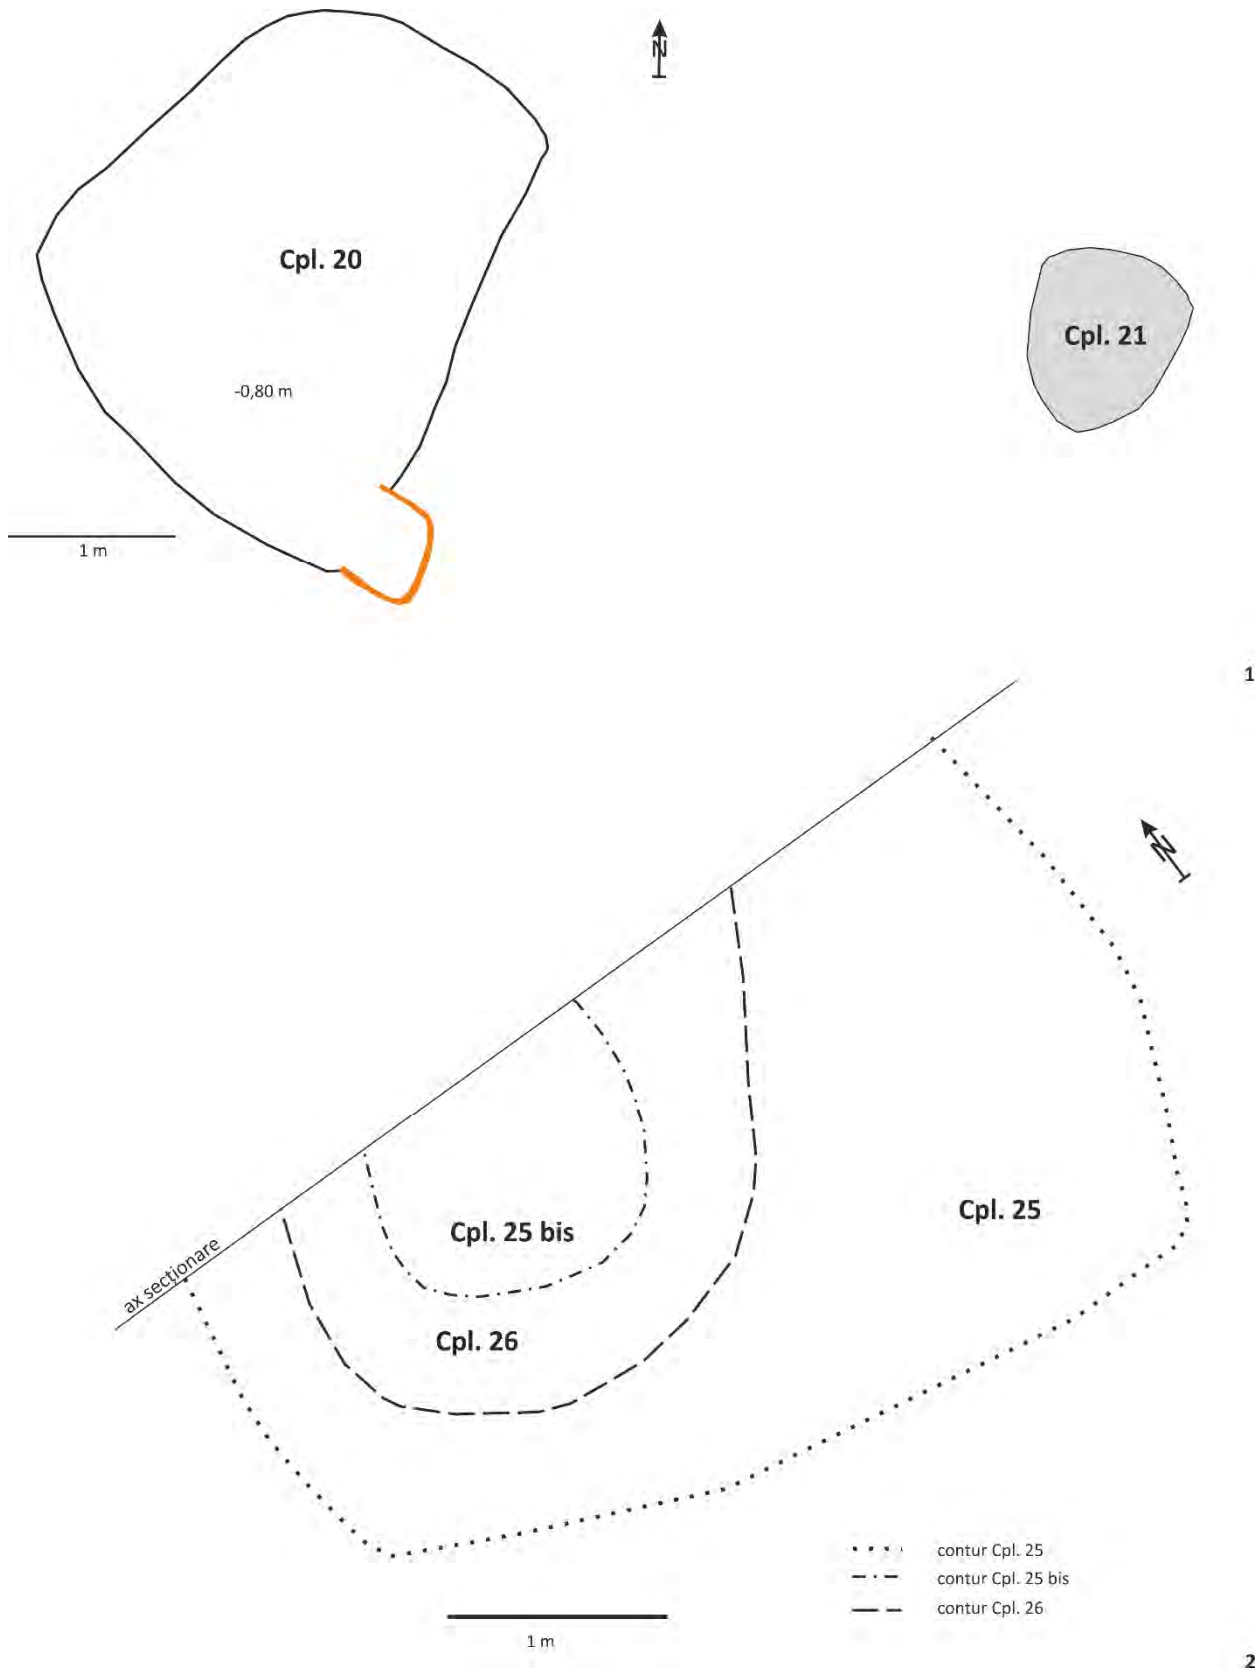 N
Cpl. 20
Cpl. 21
-0,80 m
1 m
1
N
Cpl. 25
Cpl. 25 bis
ax sectionare
Cpl. 26
contur Cpl. 25
contur Cpl. 25 bis
contur Cpl. 26
1 m
2